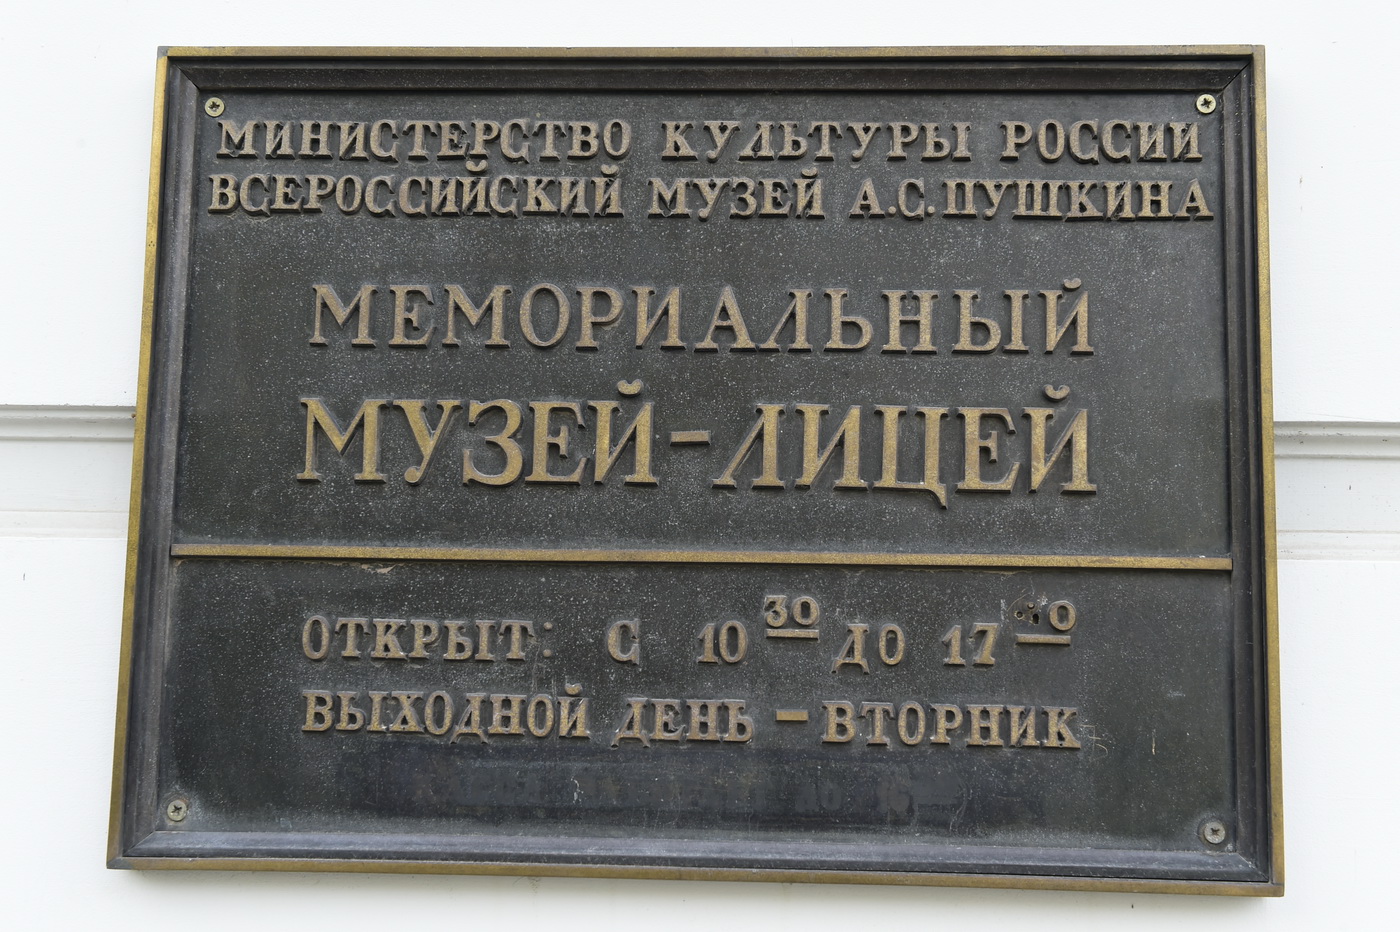 МИНИСТЕРСТВО КУЛЬТУРЫ РОССИИ
ВСЕРОССИЙСКИЙ МУЗЕЙ А.С.ПУШКИНА
МЕМОРИАЛЬНЫЙ
МУЗЕЙ-ЛИЦЕЙ
ОТКРЫТ: С 10 30 ДО 17
ВЫХОДНОЙ ДЕНЬ - ВТОРНИК